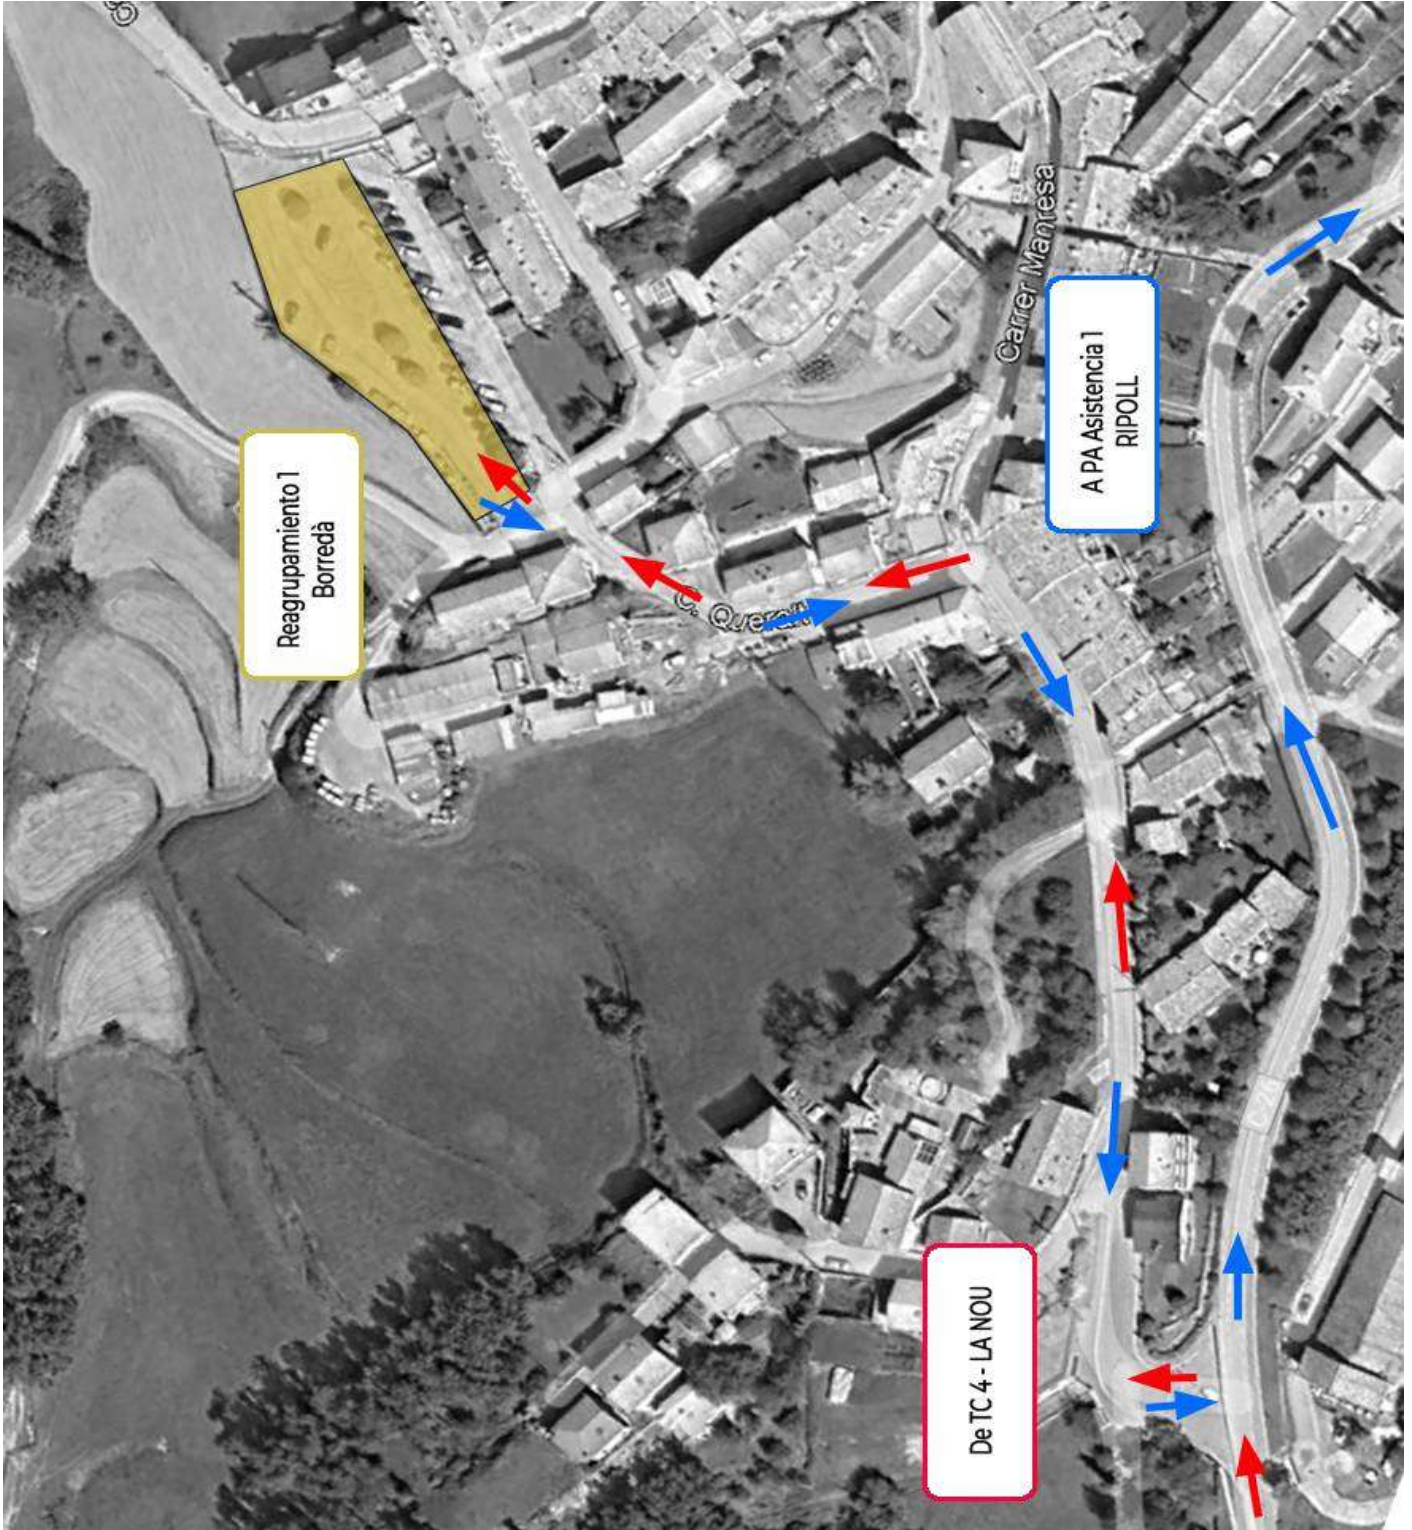 Reagrupamiento 1
Borredà
Carrer Manresa
A PA Asistencia 1
RIPOLL
De TC 4 - LA NOU